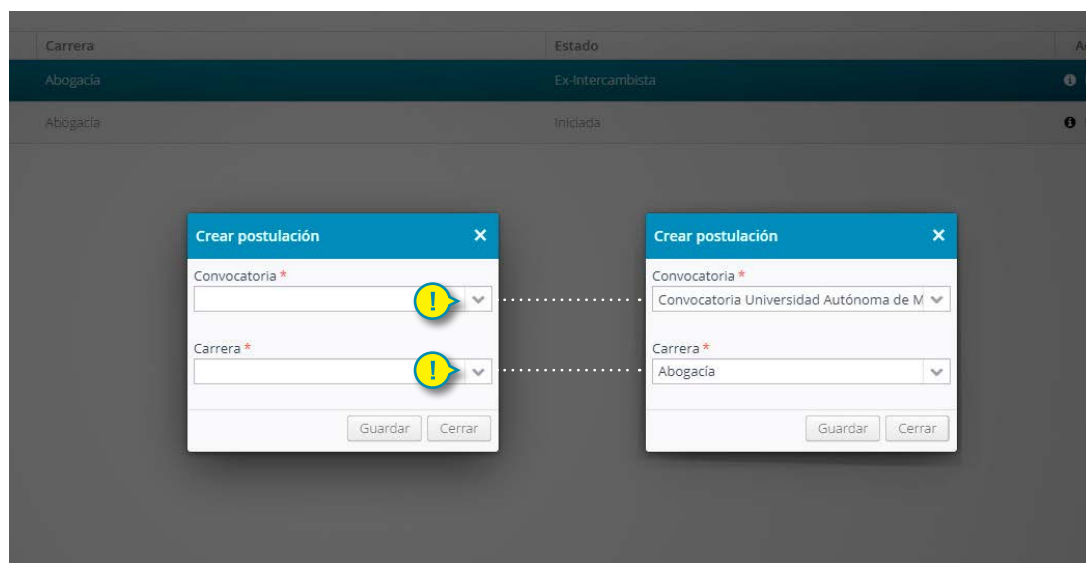 Carrera Estado
Abogacía Ex-Intercambista
Abogacía Iniciada
Crear postulación
Convocatoria *
!
Carrera *
!
Guardar Cerrar
Crear postulación
Convocatoria *
Convocatoria Universidad Autónoma de M
Carrera *
Abogacía
Guardar Cerrar